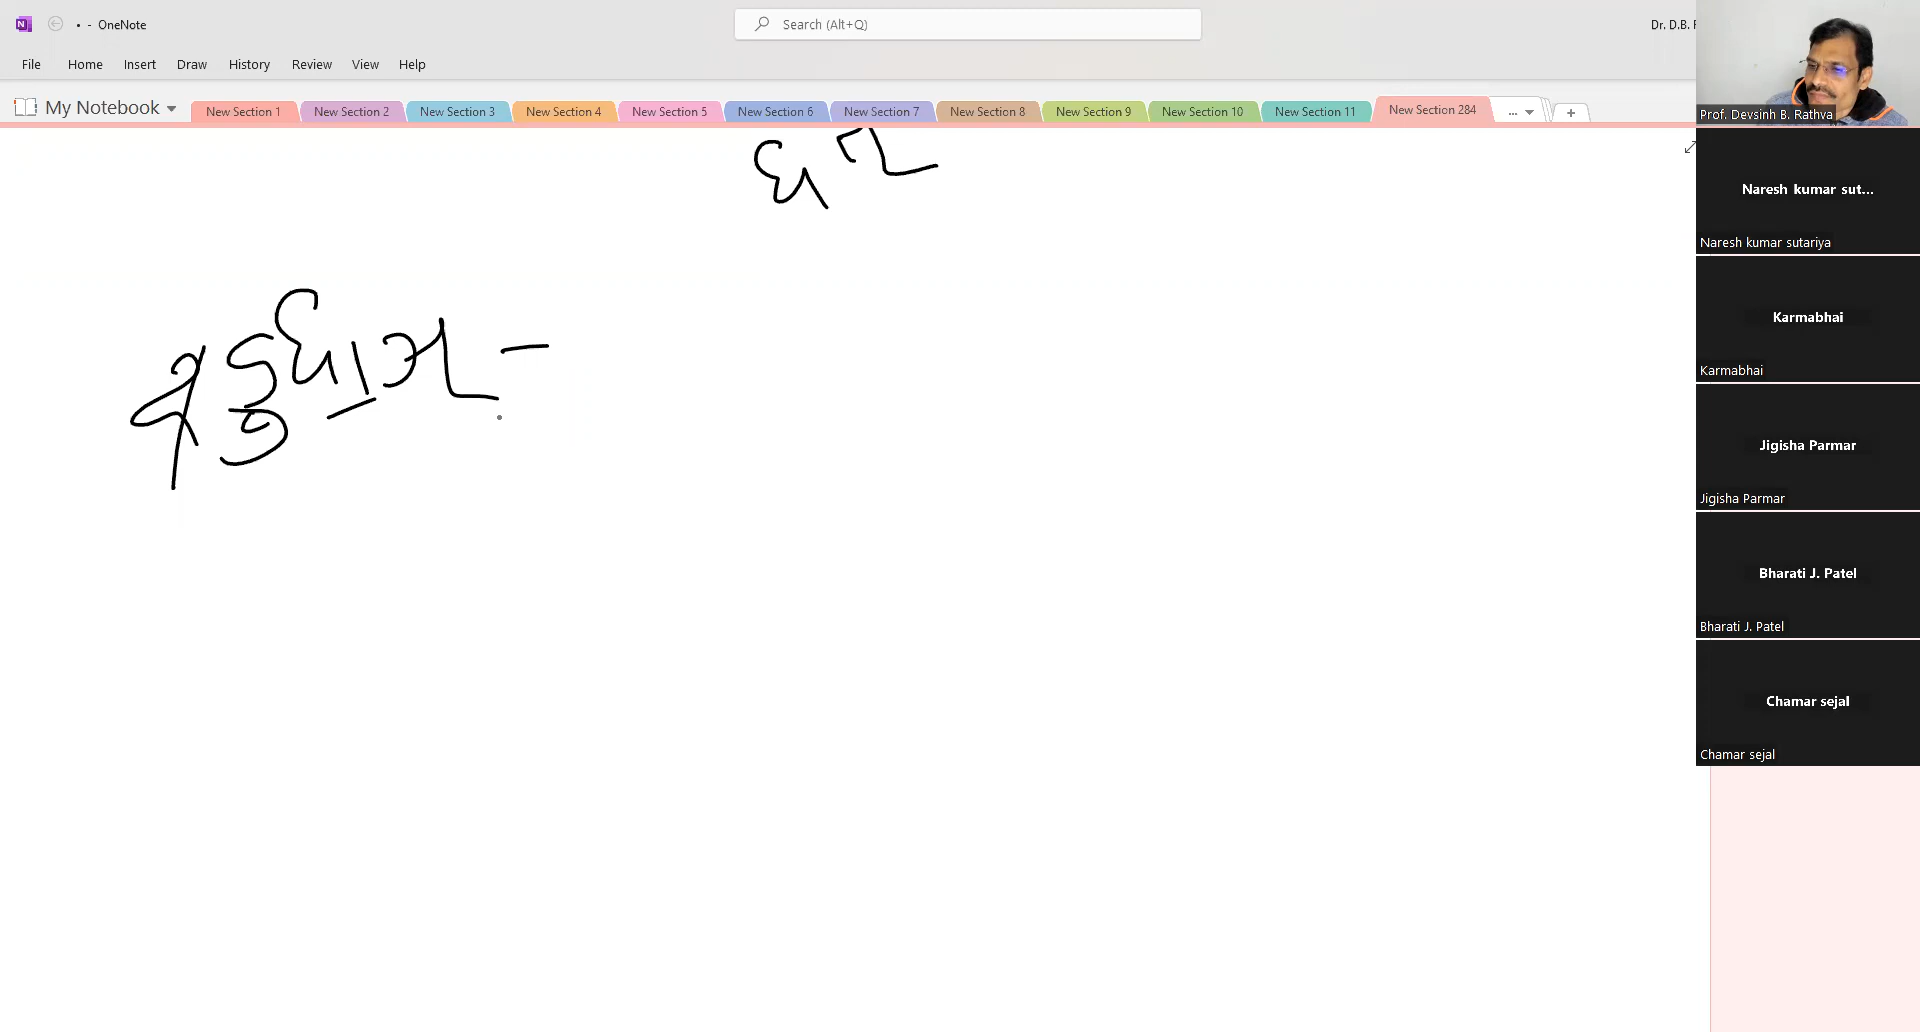 • - OneNote
Search (Alt+Q)
Dr. D.B.
File Home Insert Draw History Review View Help
My Notebook
New Section 1 New Section 2 New Section 3 New Section 4 New Section 5 New Section 6 New Section 7 New Section 8 New Section 9 New Section 10 New Section 11 New Section 284 ... +
Prof. Devsinh B. Rathva
Naresh kumar sut...
Naresh kumar sutariya
Karmabhai
Karmabhai
Jigisha Parmar
Jigisha Parmar
Bharati J. Patel
Bharati J. Patel
Chamar sejal
Chamar sejal